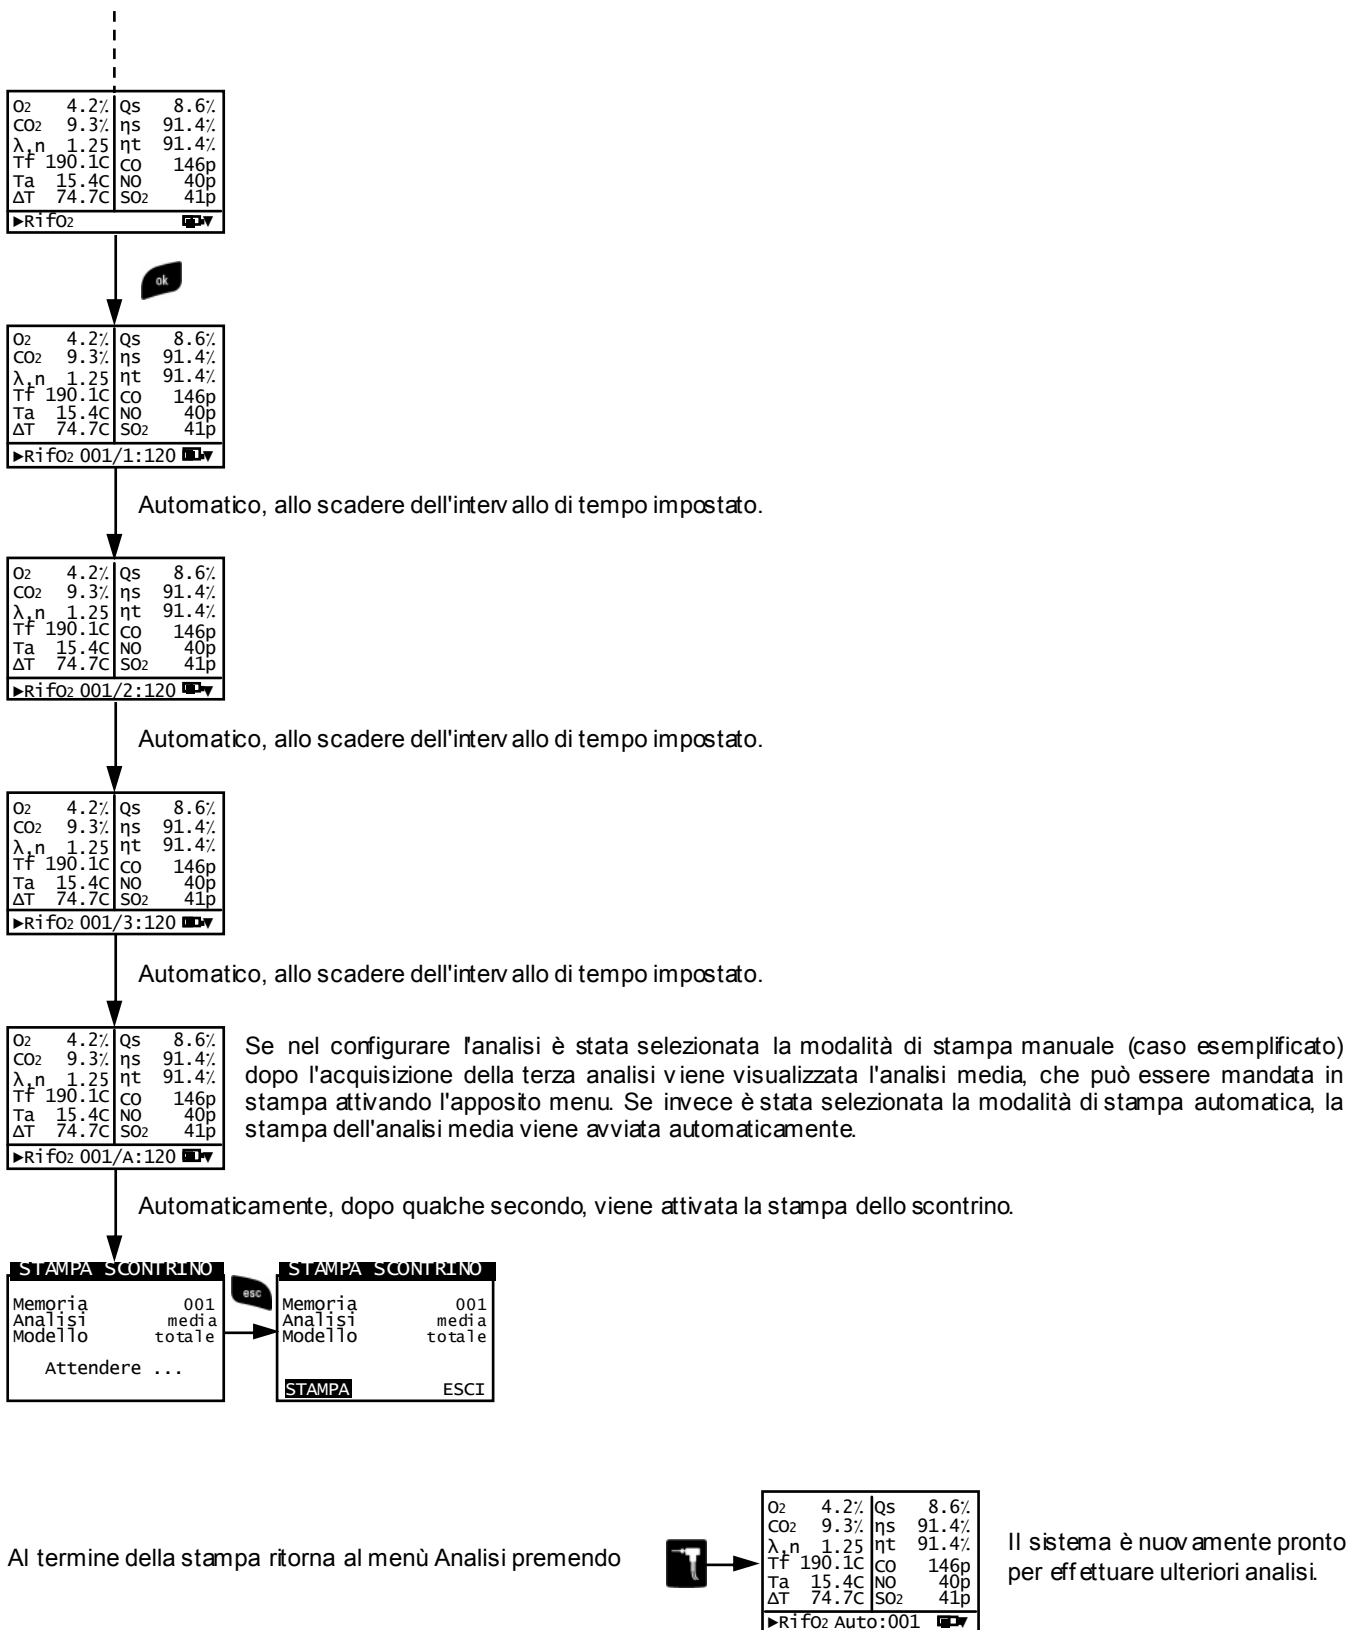 O2 4.2% Qs 8.6%
CO2 9.3% ηs 91.4%
λ,n 1.25 ηt 91.4%
Tf 190.1C CO 146p
Ta 15.4C NO 40p
ΔT 74.7C SO2 41p
►RifO2
ok
O2 4.2% Qs 8.6%
CO2 9.3% ηs 91.4%
λ,n 1.25 ηt 91.4%
Tf 190.1C CO 146p
Ta 15.4C NO 40p
ΔT 74.7C SO2 41p
►RifO2 001/1:120
Automatico, allo scadere dell'intervallo di tempo impostato.
O2 4.2% Qs 8.6%
CO2 9.3% ηs 91.4%
λ,n 1.25 ηt 91.4%
Tf 190.1C CO 146p
Ta 15.4C NO 40p
ΔT 74.7C SO2 41p
►RifO2 001/2:120
Automatico, allo scadere dell'intervallo di tempo impostato.
O2 4.2% Qs 8.6%
CO2 9.3% ηs 91.4%
λ,n 1.25 ηt 91.4%
Tf 190.1C CO 146p
Ta 15.4C NO 40p
ΔT 74.7C SO2 41p
►RifO2 001/3:120
Automatico, allo scadere dell'intervallo di tempo impostato.
O2 4.2% Qs 8.6%
CO2 9.3% ηs 91.4%
λ,n 1.25 ηt 91.4%
Tf 190.1C CO 146p
Ta 15.4C NO 40p
ΔT 74.7C SO2 41p
►RifO2 001/A:120
Se nel configurare l'analisi è stata selezionata la modalità di stampa manuale (caso esemplificato)
dopo l'acquisizione della terza analisi viene visualizzata l'analisi media, che può essere mandata in
stampa attivando l'apposito menu. Se invece è stata selezionata la modalità di stampa automatica, la
stampa dell'analisi media viene avviata automaticamente.
Automaticamente, dopo qualche secondo, viene attivata la stampa dello scontrino.
STAMPA SCONTRINO
Memoria 001
Analisi media
Modello totale
Attendere ...
esc
STAMPA SCONTRINO
Memoria 001
Analisi media
Modello totale
STAMPA ESCI
Al termine della stampa ritorna al menù Analisi premendo
O2 4.2% Qs 8.6%
CO2 9.3% ηs 91.4%
λ,n 1.25 ηt 91.4%
Tf 190.1C CO 146p
Ta 15.4C NO 40p
ΔT 74.7C SO2 41p
►RifO2 Auto:001
Il sistema è nuovamente pronto
per effettuare ulteriori analisi.